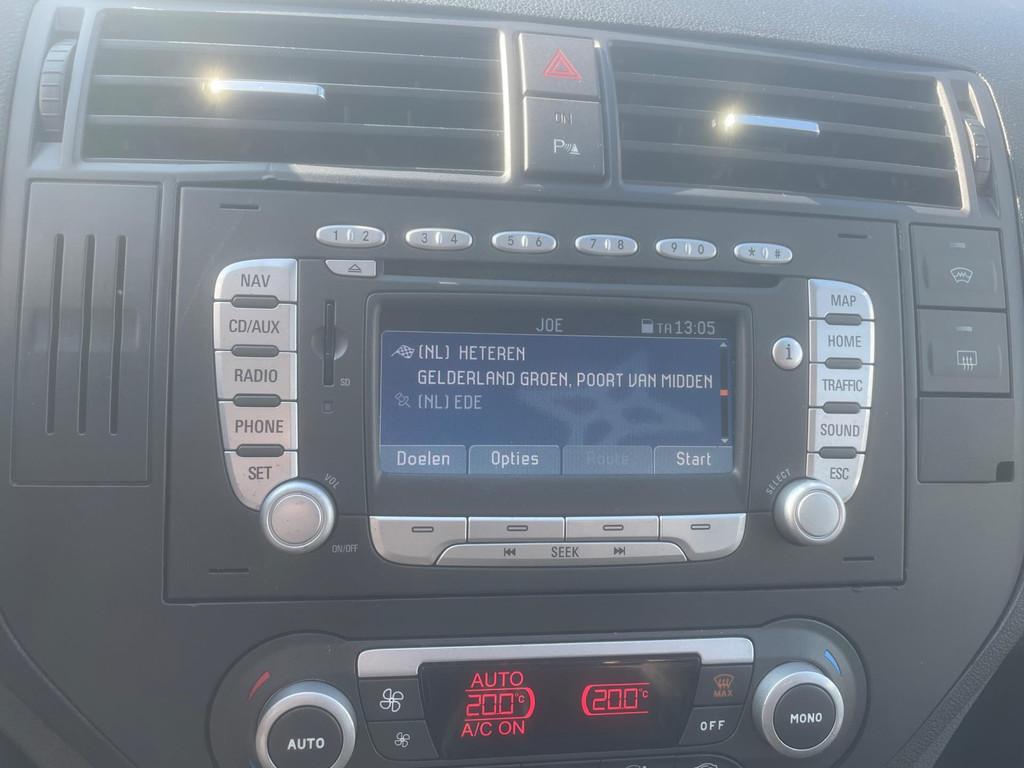 ON
P
1 2
3 4
5 6
7 8
9 0
* #
NAV
CD/AUX
RADIO
PHONE
SET
SD
JOE
TA 13:05
(NL) HETEREN
GELDERLAND GROEN, POORT VAN MIDDEN
(NL) EDE
Doelen
Opties
Route
Start
MAP
i
HOME
TRAFFIC
SOUND
ESC
VOL
ON/OFF
SELECT
SEEK
AUTO
20.0°C
A/C ON
20.0°C
MAX
OFF
AUTO
MONO